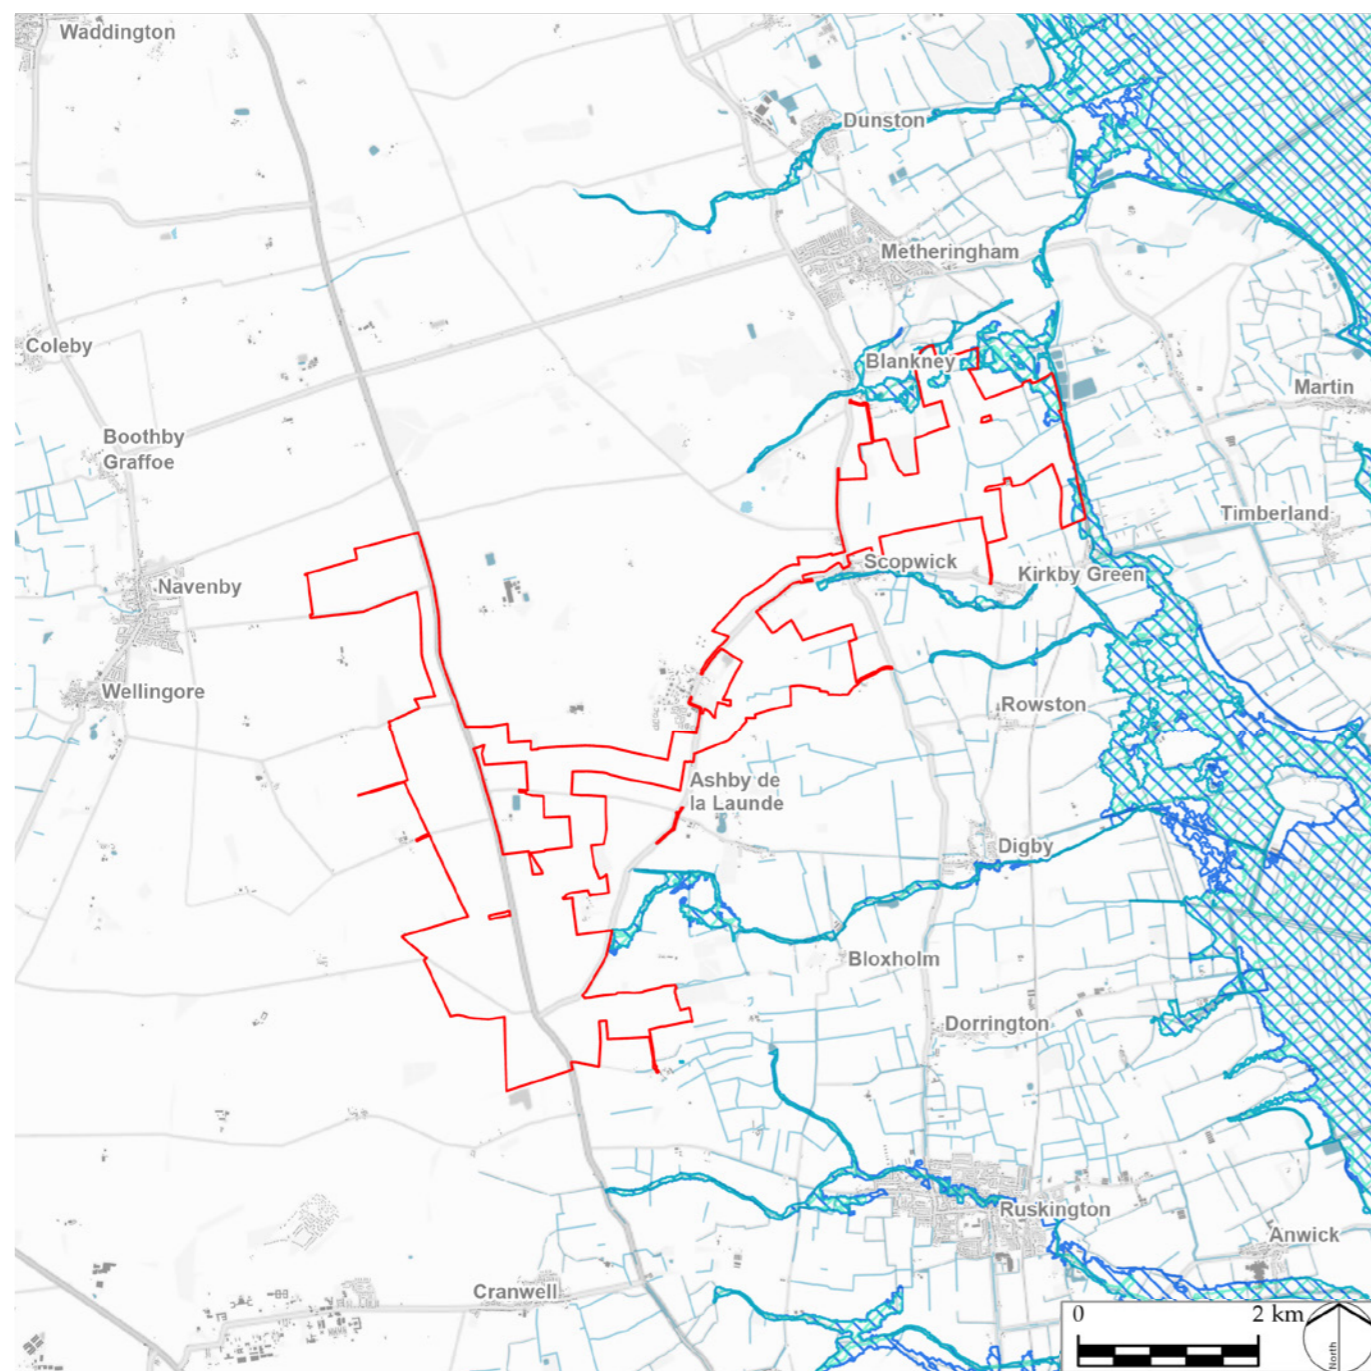 Waddington
Dunston
Metheringham
Coleby
Blankney
Martin
Boothby
Graffoe
Timberland
Scopwick
Kirkby Green
Navenby
Wellingore
Rowston
Ashby de
la Launde
Digby
Bloxholm
Dorrington
Ruskington
Anwick
Cranwell
0 2 km
North